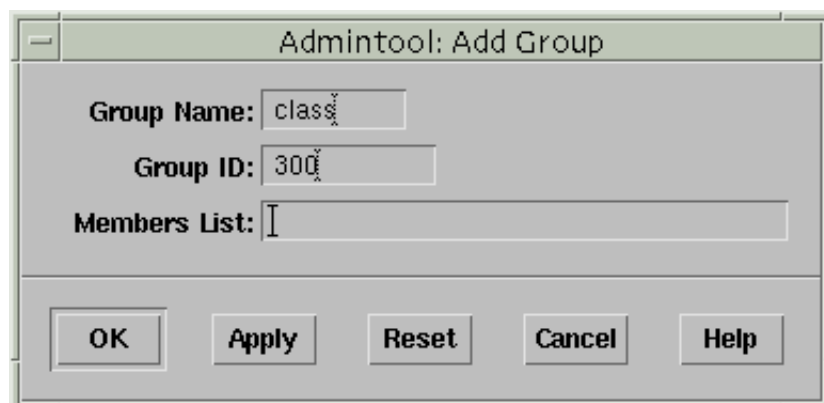 Admintool: Add Group
Group Name: class
Group ID: 300
Members List:
OK Apply Reset Cancel Help